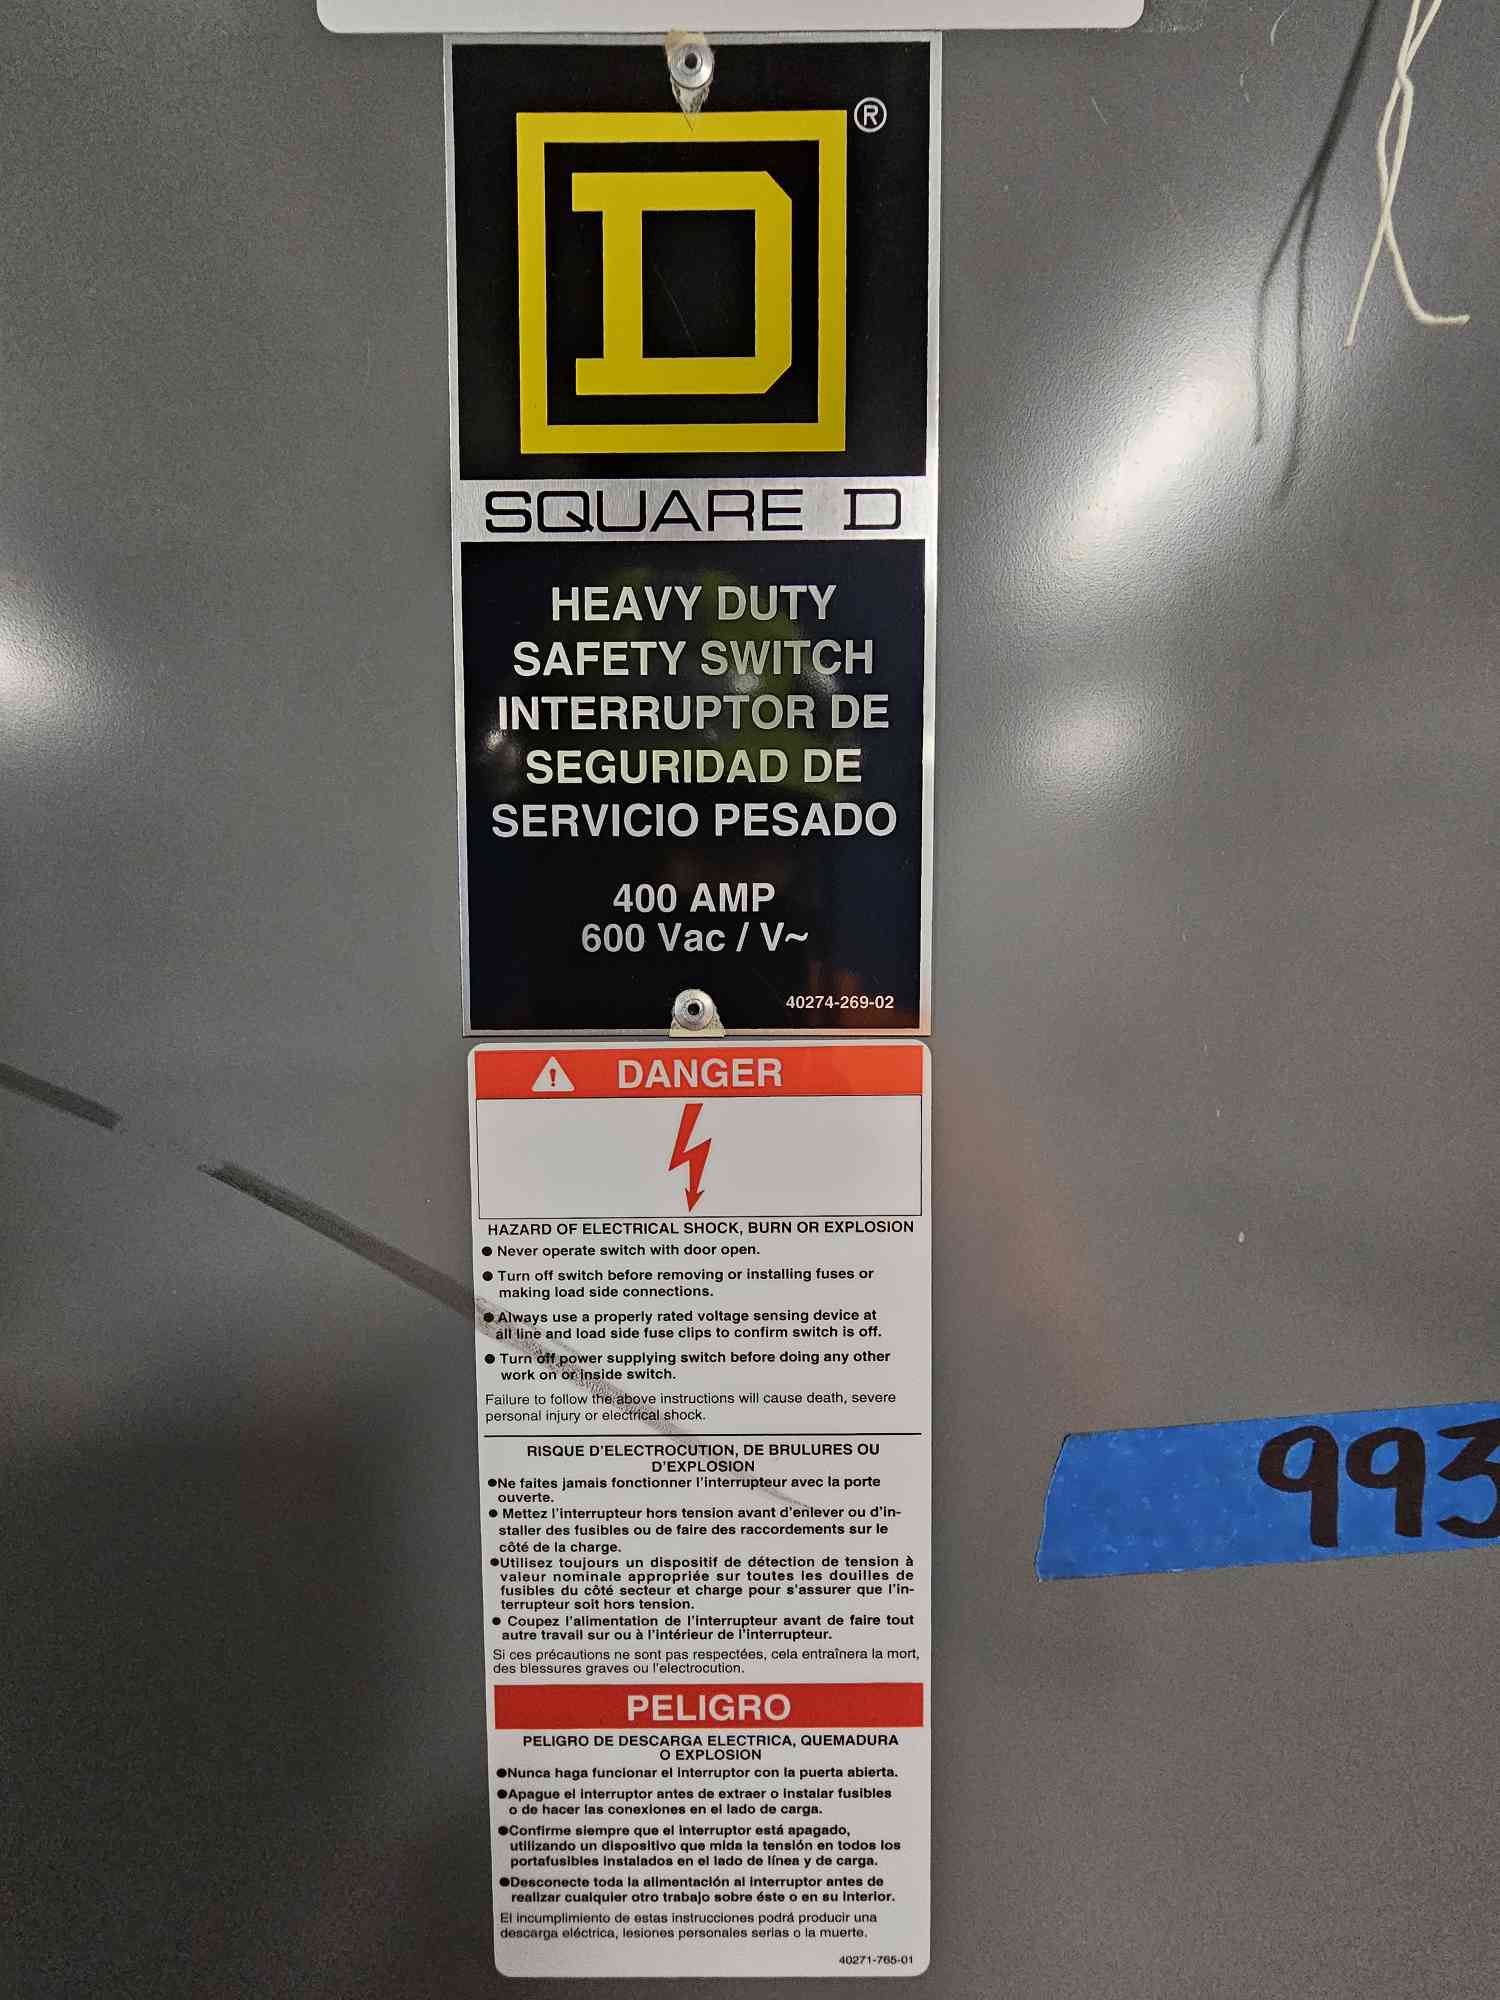 D ®
SQUARE D
HEAVY DUTY
SAFETY SWITCH
INTERRUPTOR DE
SEGURIDAD DE
SERVICIO PESADO
400 AMP
600 Vac / V~
40274-269-02
DANGER
HAZARD OF ELECTRICAL SHOCK, BURN OR EXPLOSION
● Never operate switch with door open.
● Turn off switch before removing or installing fuses or
making load side connections.
● Always use a properly rated voltage sensing device at
all line and load side fuse clips to confirm switch is off.
● Turn off power supplying switch before doing any other
work on or inside switch.
Failure to follow the above instructions will cause death, severe
personal injury or electrical shock.
RISQUE D'ELECTROCUTION, DE BRULURES OU
D'EXPLOSION
●Ne faites jamais fonctionner l'interrupteur avec la porte
ouverte.
● Mettez l'interrupteur hors tension avant d'enlever ou d'in-
staller des fusibles ou de faire des raccordements sur le
côté de la charge.
●Utilisez toujours un dispositif de détection de tension à
valeur nominale appropriée sur toutes les douilles de
fusibles du côté secteur et charge pour s'assurer que l'in-
terrupteur soit hors tension.
● Coupez l'alimentation de l'interrupteur avant de faire tout
autre travail sur ou à l'intérieur de l'interrupteur.
Si ces précautions ne sont pas respectées, cela entraînera la mort,
des blessures graves ou l'electrocution.
PELIGRO
PELIGRO DE DESCARGA ELECTRICA, QUEMADURA
O EXPLOSION
●Nunca haga funcionar el interruptor con la puerta abierta.
●Apague el interruptor antes de extraer o instalar fusibles
o de hacer las conexiones en el lado de carga.
●Confirme siempre que el interruptor está apagado,
utilizando un dispositivo que mida la tensión en todos los
portafusibles instalados en el lado de línea y de carga.
●Desconecte toda la alimentación al interruptor antes de
realizar cualquier otro trabajo sobre éste o en su interior.
El incumplimiento de estas instrucciones podrá producir una
descarga eléctrica, lesiones personales serias o la muerte.
40271-765-01
993